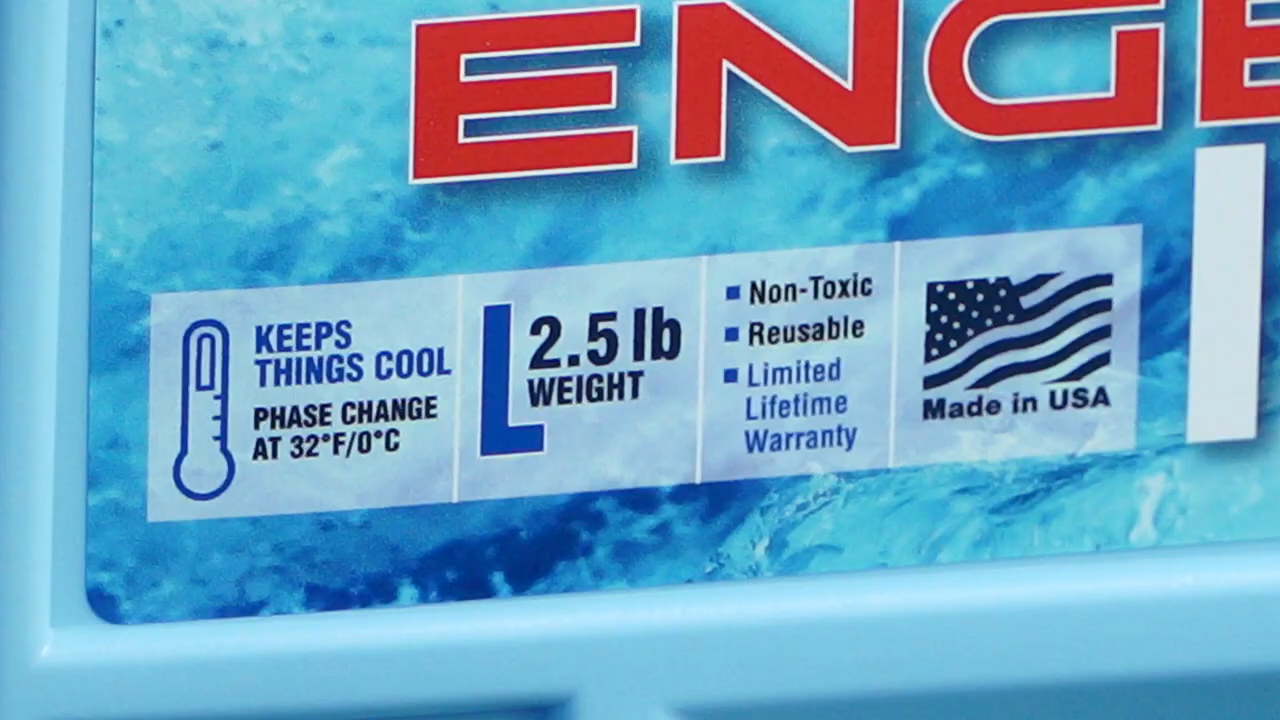 ENGE
KEEPS
THINGS COOL
PHASE CHANGE
AT 32°F/0°C
L
2.5 lb
WEIGHT
Non-Toxic
Reusable
Limited
Lifetime
Warranty
Made in USA